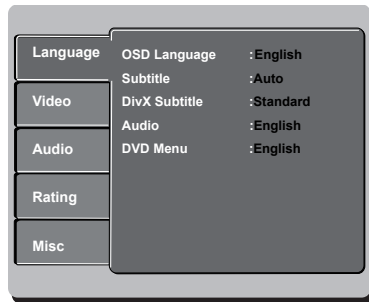 Language
Video
Audio
Rating
Misc
OSD Language :English
Subtitle :Auto
DivX Subtitle :Standard
Audio :English
DVD Menu :English